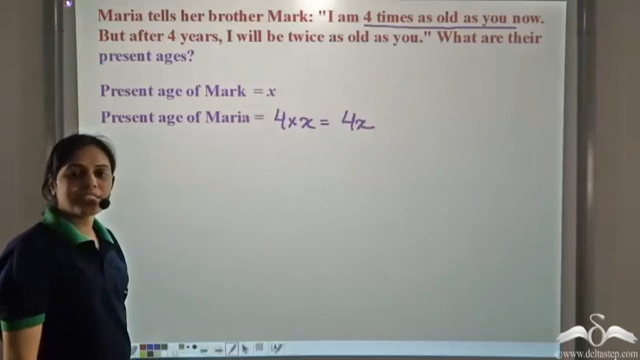 Maria tells her brother Mark: "I am 4 times as old as you now.
But after 4 years, I will be twice as old as you." What are their
present ages?
Present age of Mark = x
Present age of Maria = 4 × x = 4x
© www.deltastep.com